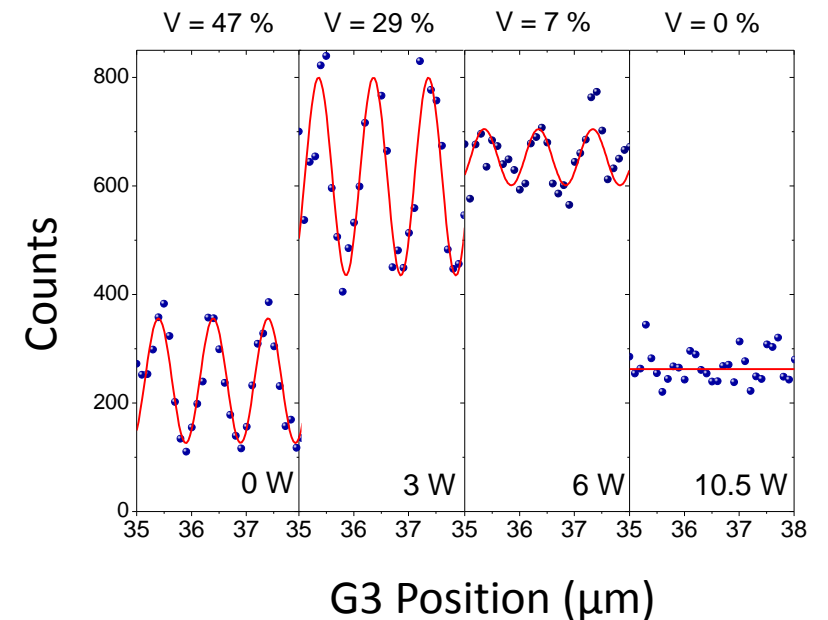 V = 47 % V = 29 % V = 7 % V = 0 %
800
600
400
200
0
Counts
0 W 3 W 6 W 10.5 W
35 36 37 35 36 37 35 36 37 35 36 37 38
G3 Position (µm)